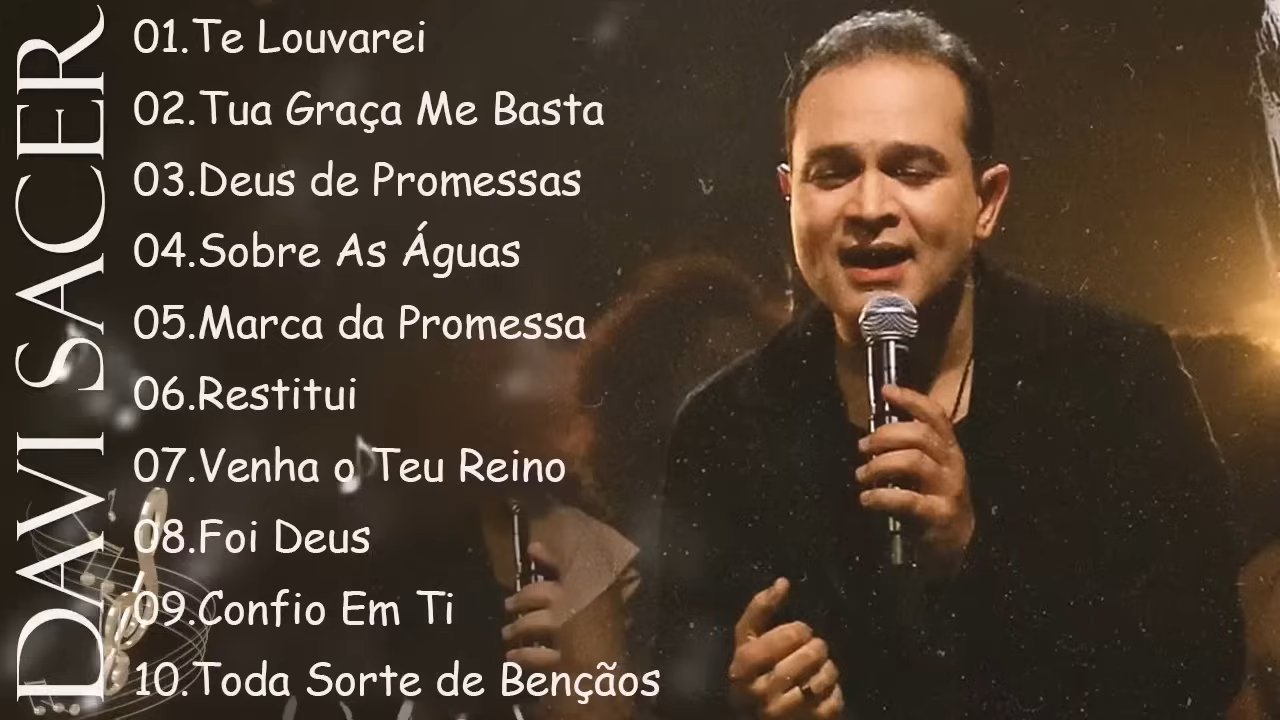 DAVI SACER
01.Te Louvarei
02.Tua Graça Me Basta
03.Deus de Promessas
04.Sobre As Águas
05.Marca da Promessa
06.Restitui
07.Venha o Teu Reino
08.Foi Deus
09.Confio Em Ti
10.Toda Sorte de Bençãos